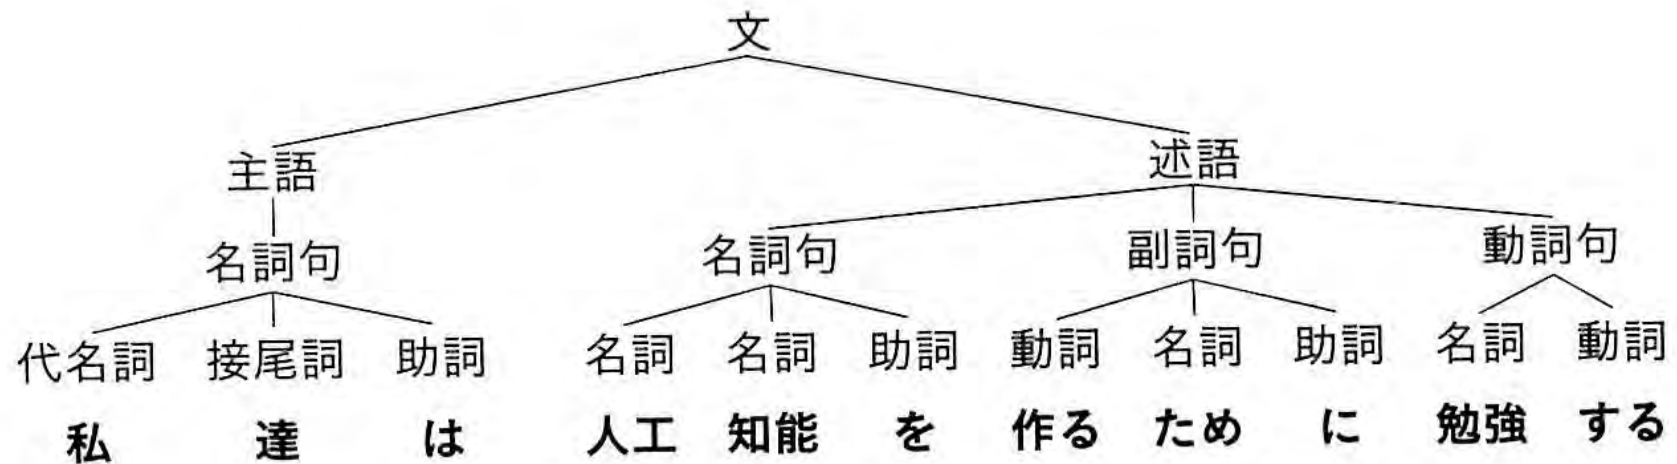 文
主語 述語
名詞句 名詞句 副詞句 動詞句
代名詞 接尾詞 助詞 名詞 名詞 助詞 動詞 名詞 助詞 名詞 動詞
私 達 は 人工 知能 を 作る ため に 勉強 する